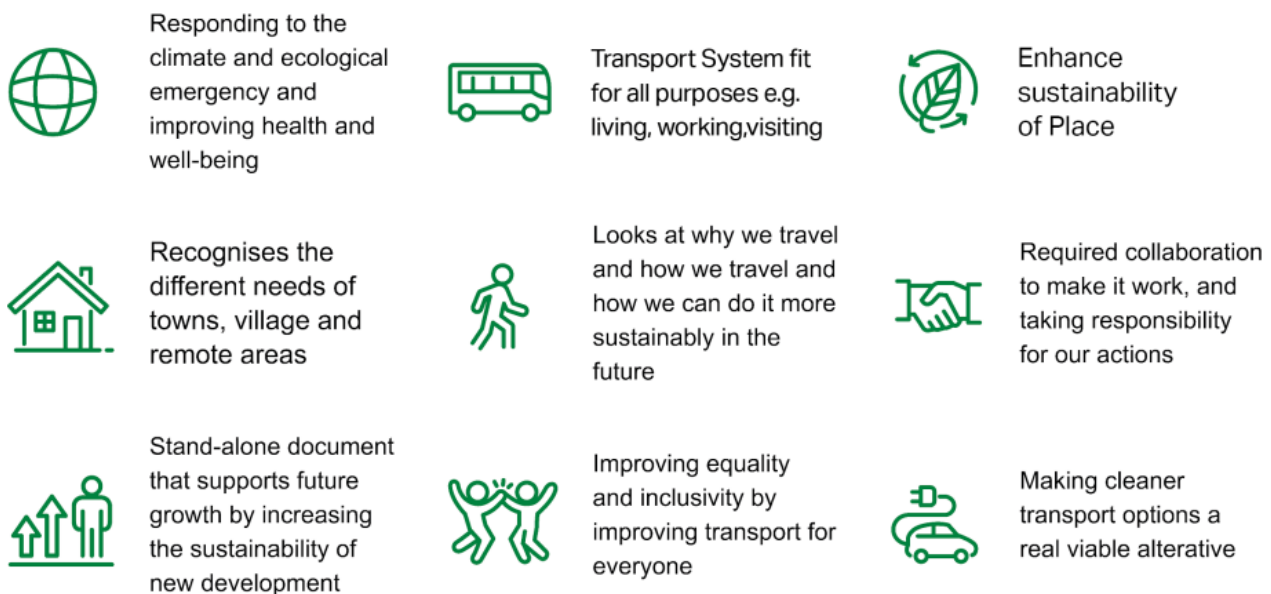 Responding to the
climate and ecological
emergency and
improving health and
well-being
Transport System fit
for all purposes e.g.
living, working,visiting
Enhance
sustainability
of Place
Recognises the
different needs of
towns, village and
remote areas
Looks at why we travel
and how we travel and
how we can do it more
sustainably in the
future
Required collaboration
to make it work, and
taking responsibility
for our actions
Stand-alone document
that supports future
growth by increasing
the sustainability of
new development
Improving equality
and inclusivity by
improving transport for
everyone
Making cleaner
transport options a
real viable alterative